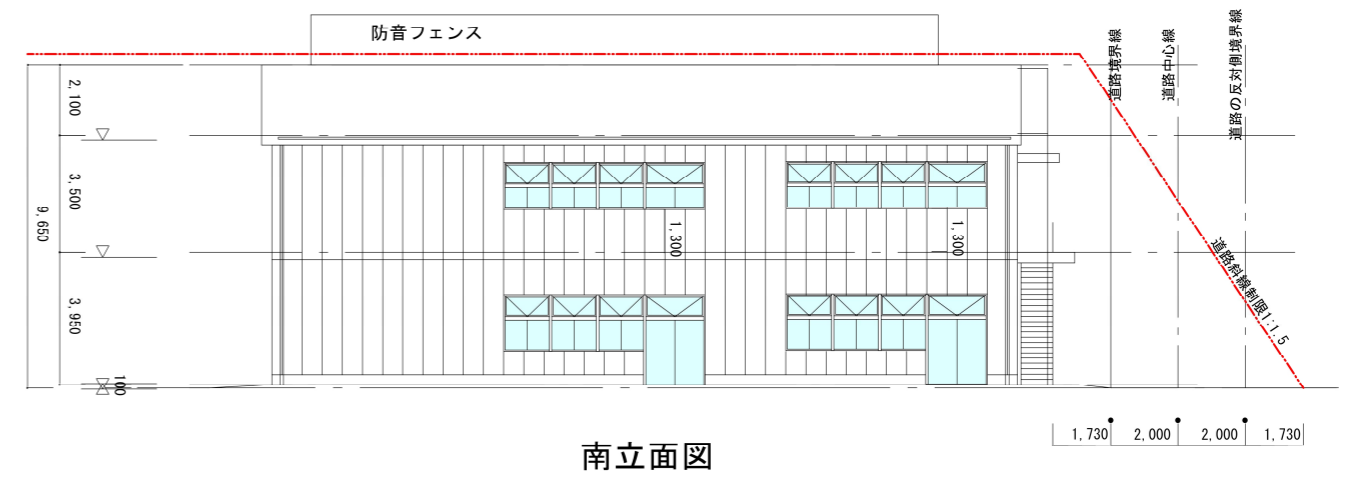 防音フェンス
道路境界線
道路中心線
道路の反対側境界線
2,100
3,500
9,650
3,950
100
1,300
1,300
道路斜線制限1:1.5
1,730
2,000
2,000
1,730
南立面図